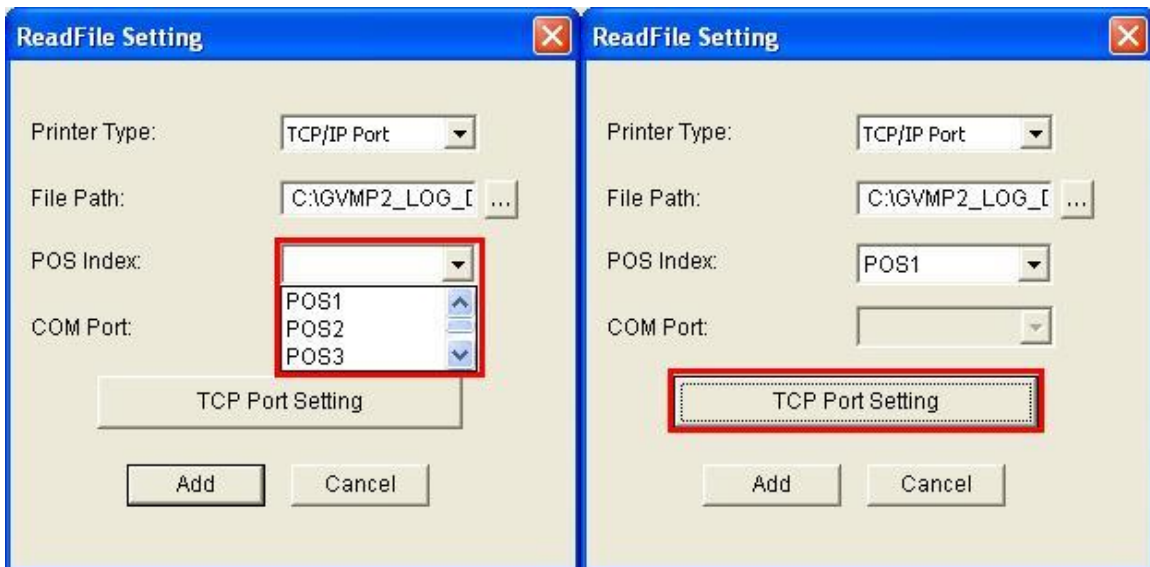 ReadFile Setting
Printer Type:
TCP/IP Port
File Path:
C:\GVMP2_LOG_D
...
POS Index:
POS1
POS2
POS3
COM Port:
TCP Port Setting
Add
Cancel
ReadFile Setting
Printer Type:
TCP/IP Port
File Path:
C:\GVMP2_LOG_D
...
POS Index:
POS1
COM Port:
TCP Port Setting
Add
Cancel